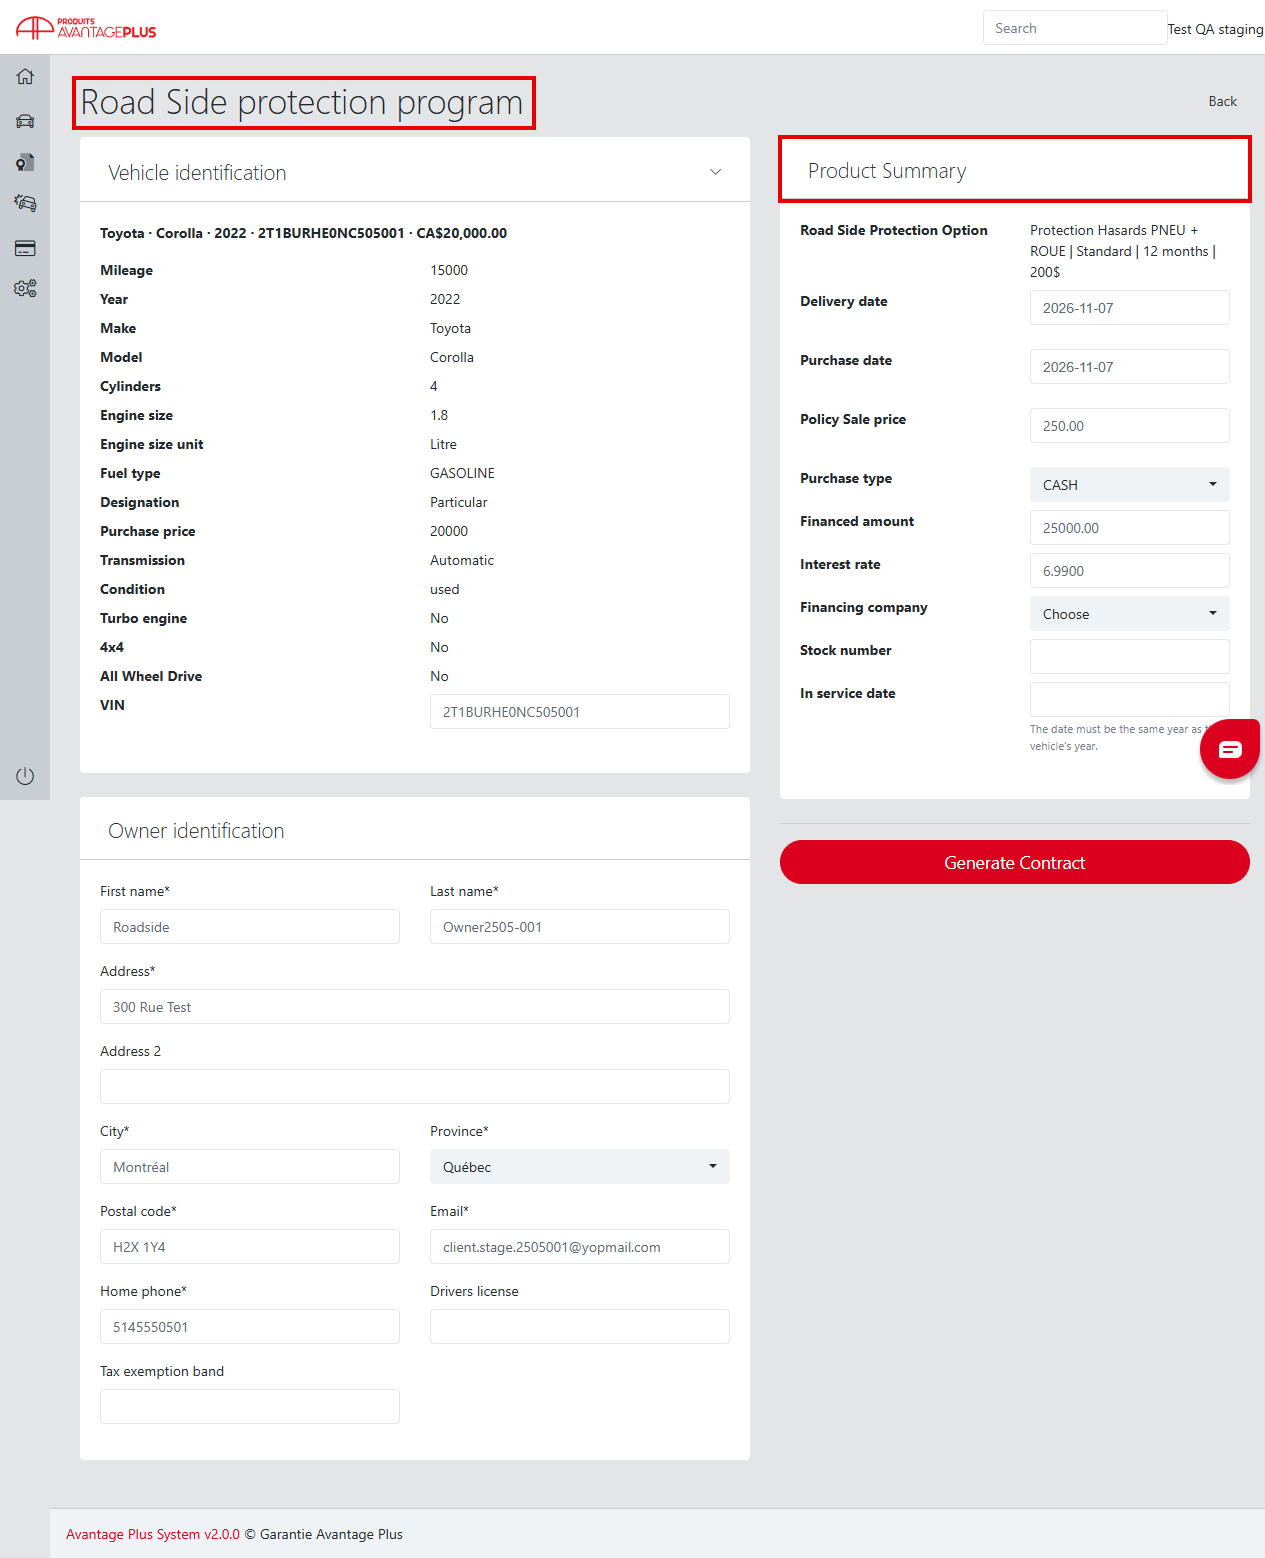 PRODUITS
AVANTAGEPLUS
Search
Test QA staging
Road Side protection program
Back
Vehicle identification
Toyota · Corolla · 2022 · 2T1BURHE0NC505001 · CA$20,000.00
Mileage 15000
Year 2022
Make Toyota
Model Corolla
Cylinders 4
Engine size 1.8
Engine size unit Litre
Fuel type GASOLINE
Designation Particular
Purchase price 20000
Transmission Automatic
Condition used
Turbo engine No
4x4 No
All Wheel Drive No
VIN 2T1BURHE0NC505001
Product Summary
Road Side Protection Option Protection Hasards PNEU +
ROUE | Standard | 12 months |
200$
Delivery date 2026-11-07
Purchase date 2026-11-07
Policy Sale price 250.00
Purchase type CASH
Financed amount 25000.00
Interest rate 6.9900
Financing company Choose
Stock number
In service date
The date must be the same year as
vehicle's year.
Generate Contract
Owner identification
First name* Last name*
Roadside Owner2505-001
Address*
300 Rue Test
Address 2
City* Province*
Montréal Québec
Postal code* Email*
H2X 1Y4 client.stage.2505001@yopmail.com
Home phone* Drivers license
5145550501
Tax exemption band
Avantage Plus System v2.0.0 © Garantie Avantage Plus